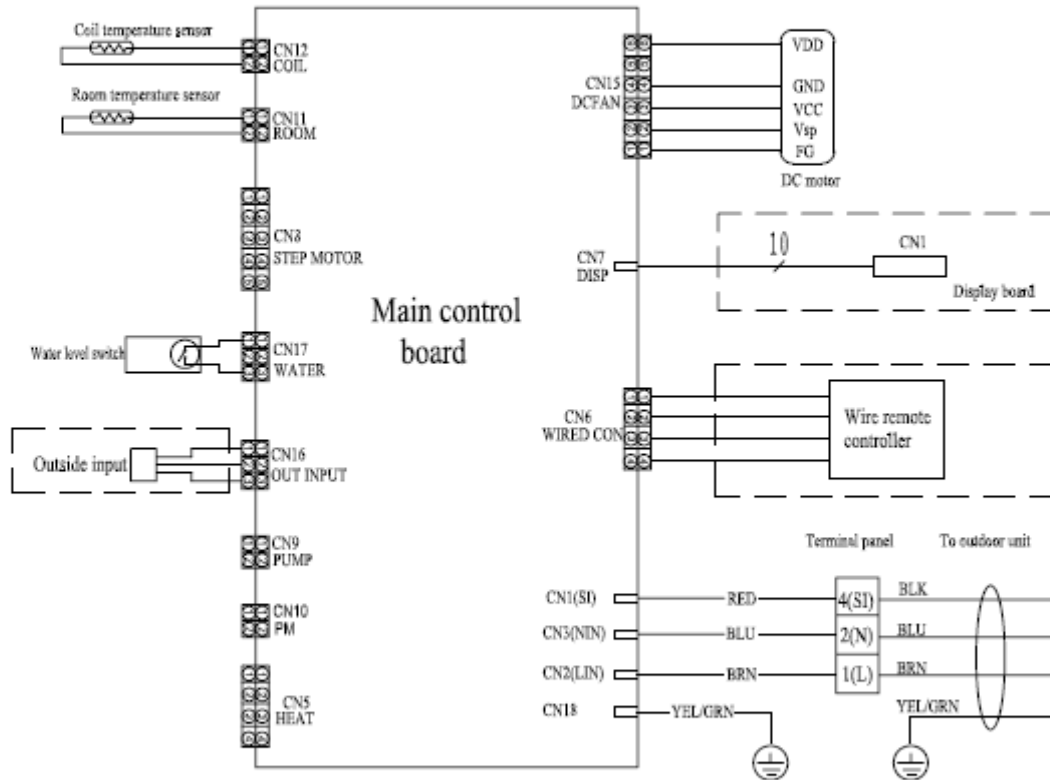 Coil temperature sensor
CN12
COIL
Room temperature sensor
CN11
ROOM
CN8
STEP MOTOR
Water level switch
CN17
WATER
Outside input
CN16
OUT INPUT
CN9
PUMP
CN10
PM
CN5
HEAT
Main control
board
CN15
DCFAN
VDD
GND
VCC
Vsp
FG
DC motor
CN7
DISP
10
CN1
Display board
CN6
WIRED CON
Wire remote
controller
Terminal panel
To outdoor unit
CN1(SI)
RED
4(SI)
BLK
CN3(NIN)
BLU
2(N)
BLU
CN2(LIN)
BRN
1(L)
BRN
CN18
YEL/GRN
YEL/GRN